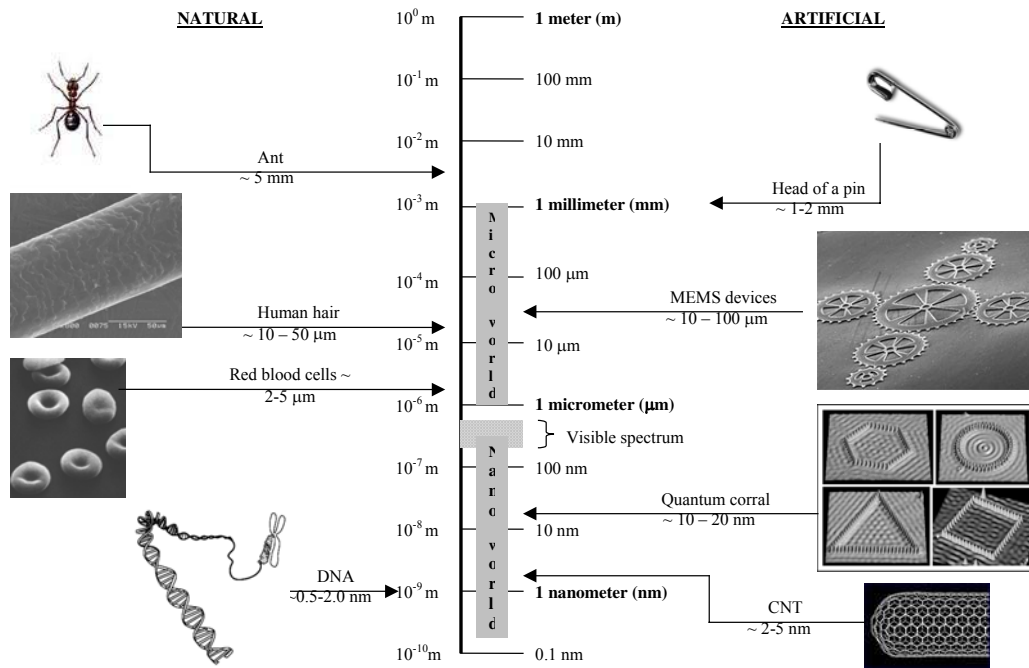 NATURAL
ARTIFICIAL
10⁰ m
1 meter (m)
10⁻¹ m
100 mm
10⁻² m
10 mm
Ant
~ 5 mm
Head of a pin
~ 1-2 mm
10⁻³ m
1 millimeter (mm)
Micro world
10⁻⁴ m
100 μm
MEMS devices
~ 10 – 100 μm
15kV 50um
Human hair
~ 10 – 50 μm
10⁻⁵ m
10 μm
Red blood cells ~
2-5 μm
10⁻⁶ m
1 micrometer (μm)
Visible spectrum
Nano world
10⁻⁷ m
100 nm
Quantum corral
~ 10 – 20 nm
10⁻⁸ m
10 nm
DNA
~0.5-2.0 nm
10⁻⁹ m
1 nanometer (nm)
CNT
~ 2-5 nm
10⁻¹⁰ m
0.1 nm